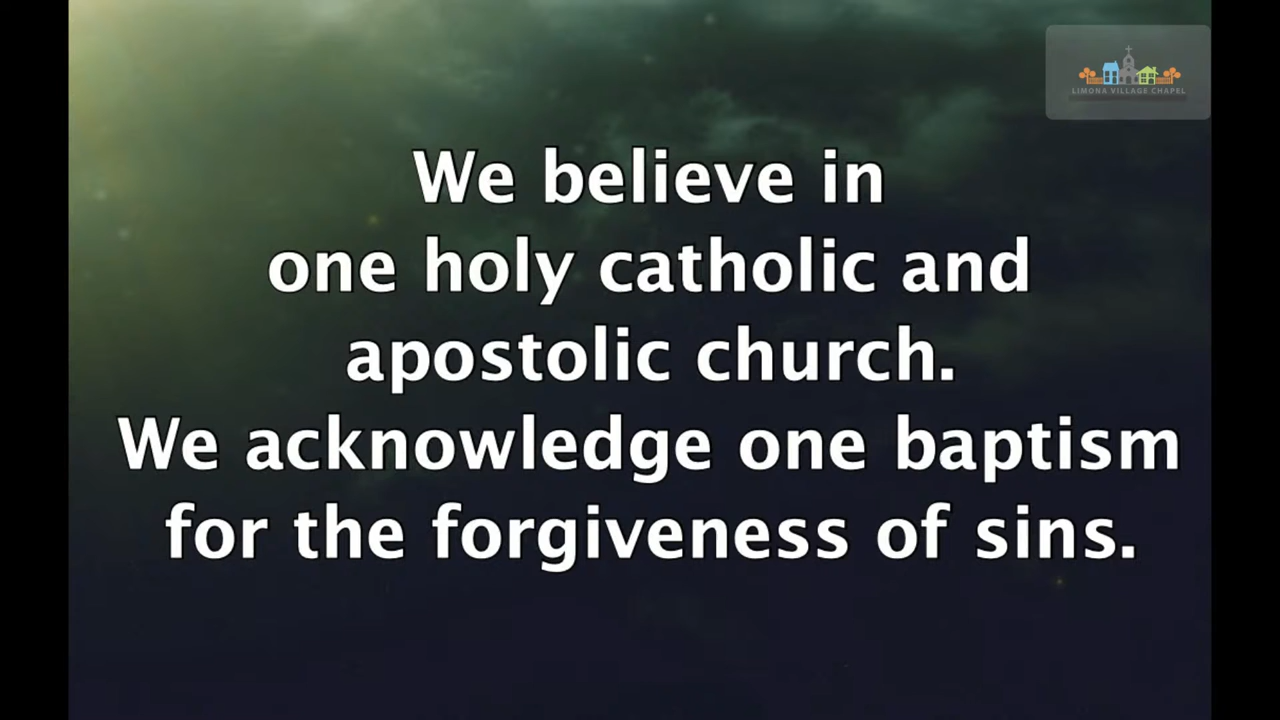 LIMONA VILLAGE CHAPEL
We believe in
one holy catholic and
apostolic church.
We acknowledge one baptism
for the forgiveness of sins.